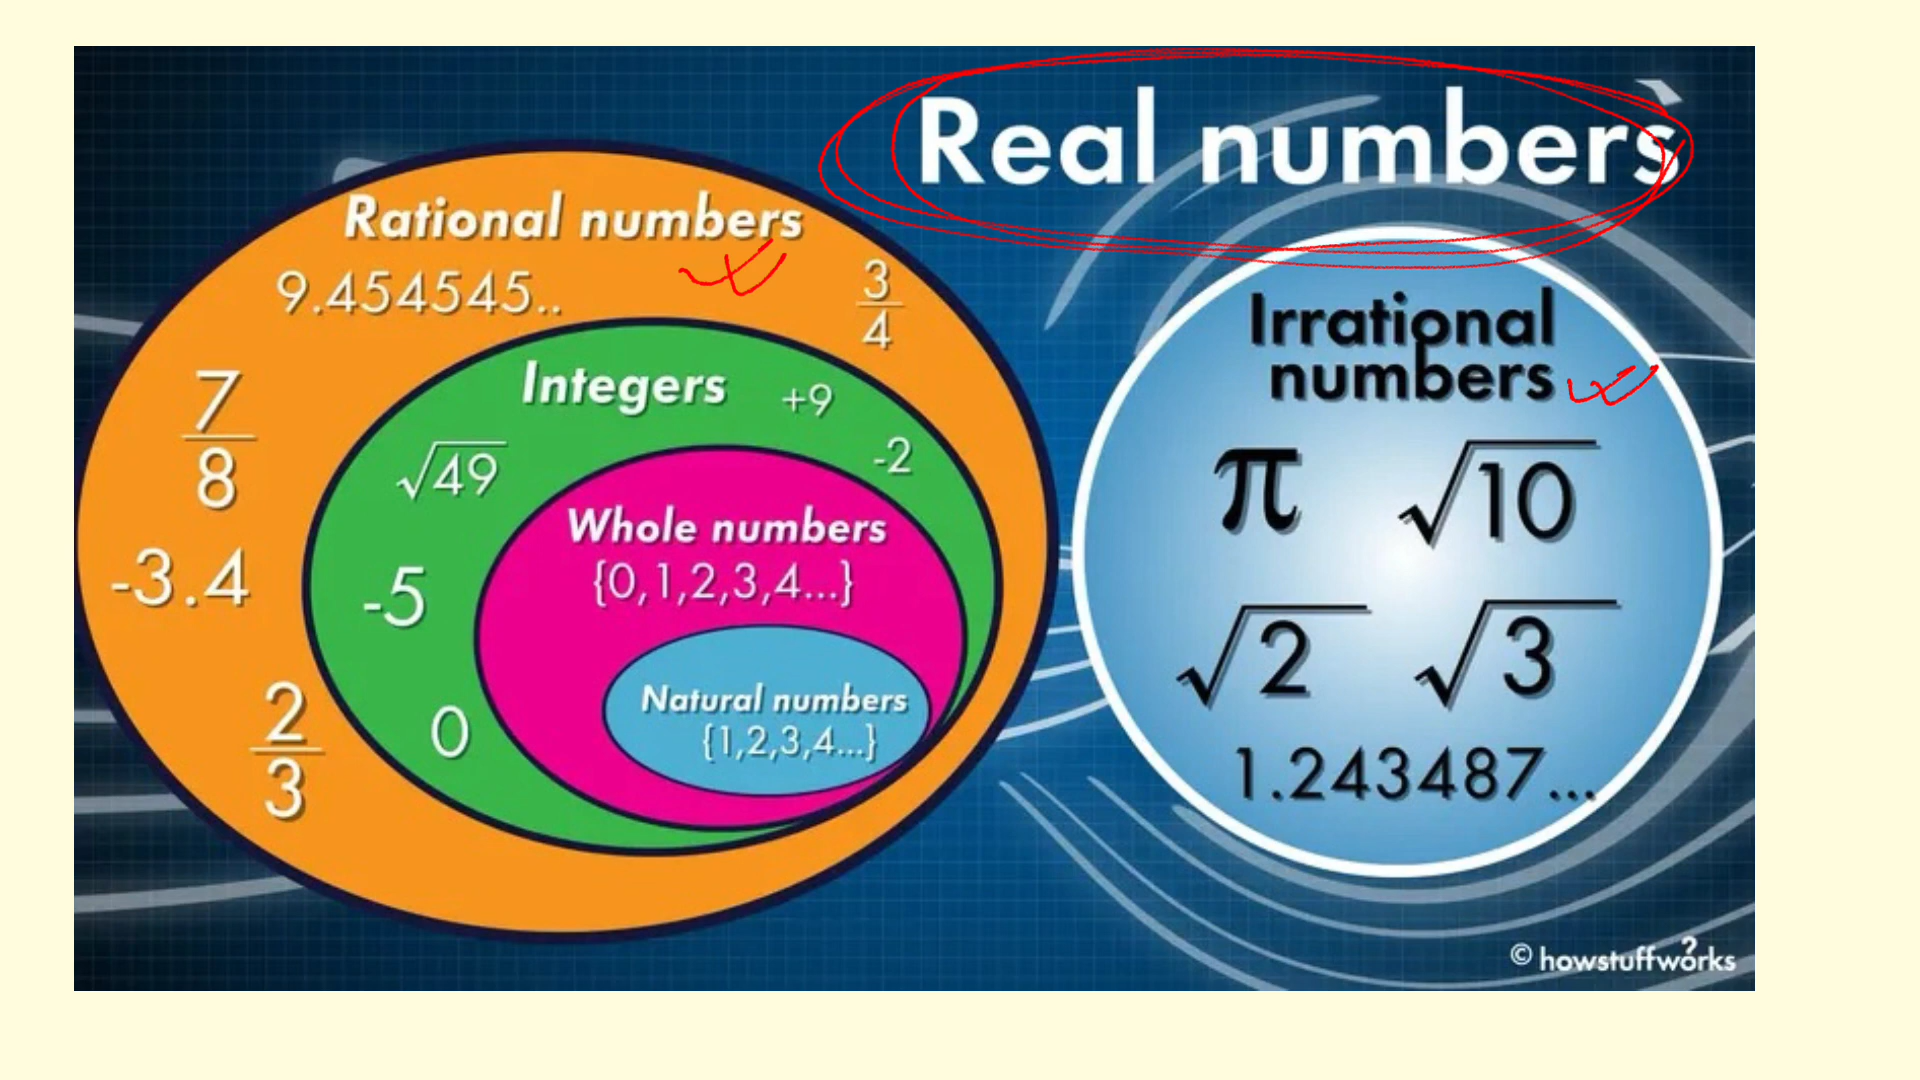 Real numbers
Rational numbers
9.454545..
3/4
7/8
-3.4
2/3
Integers
+9
-2
√49
-5
0
Whole numbers
{0,1,2,3,4...}
Natural numbers
{1,2,3,4...}
Irrational
numbers
π
√10
√2
√3
1.243487...
© howstuffworks